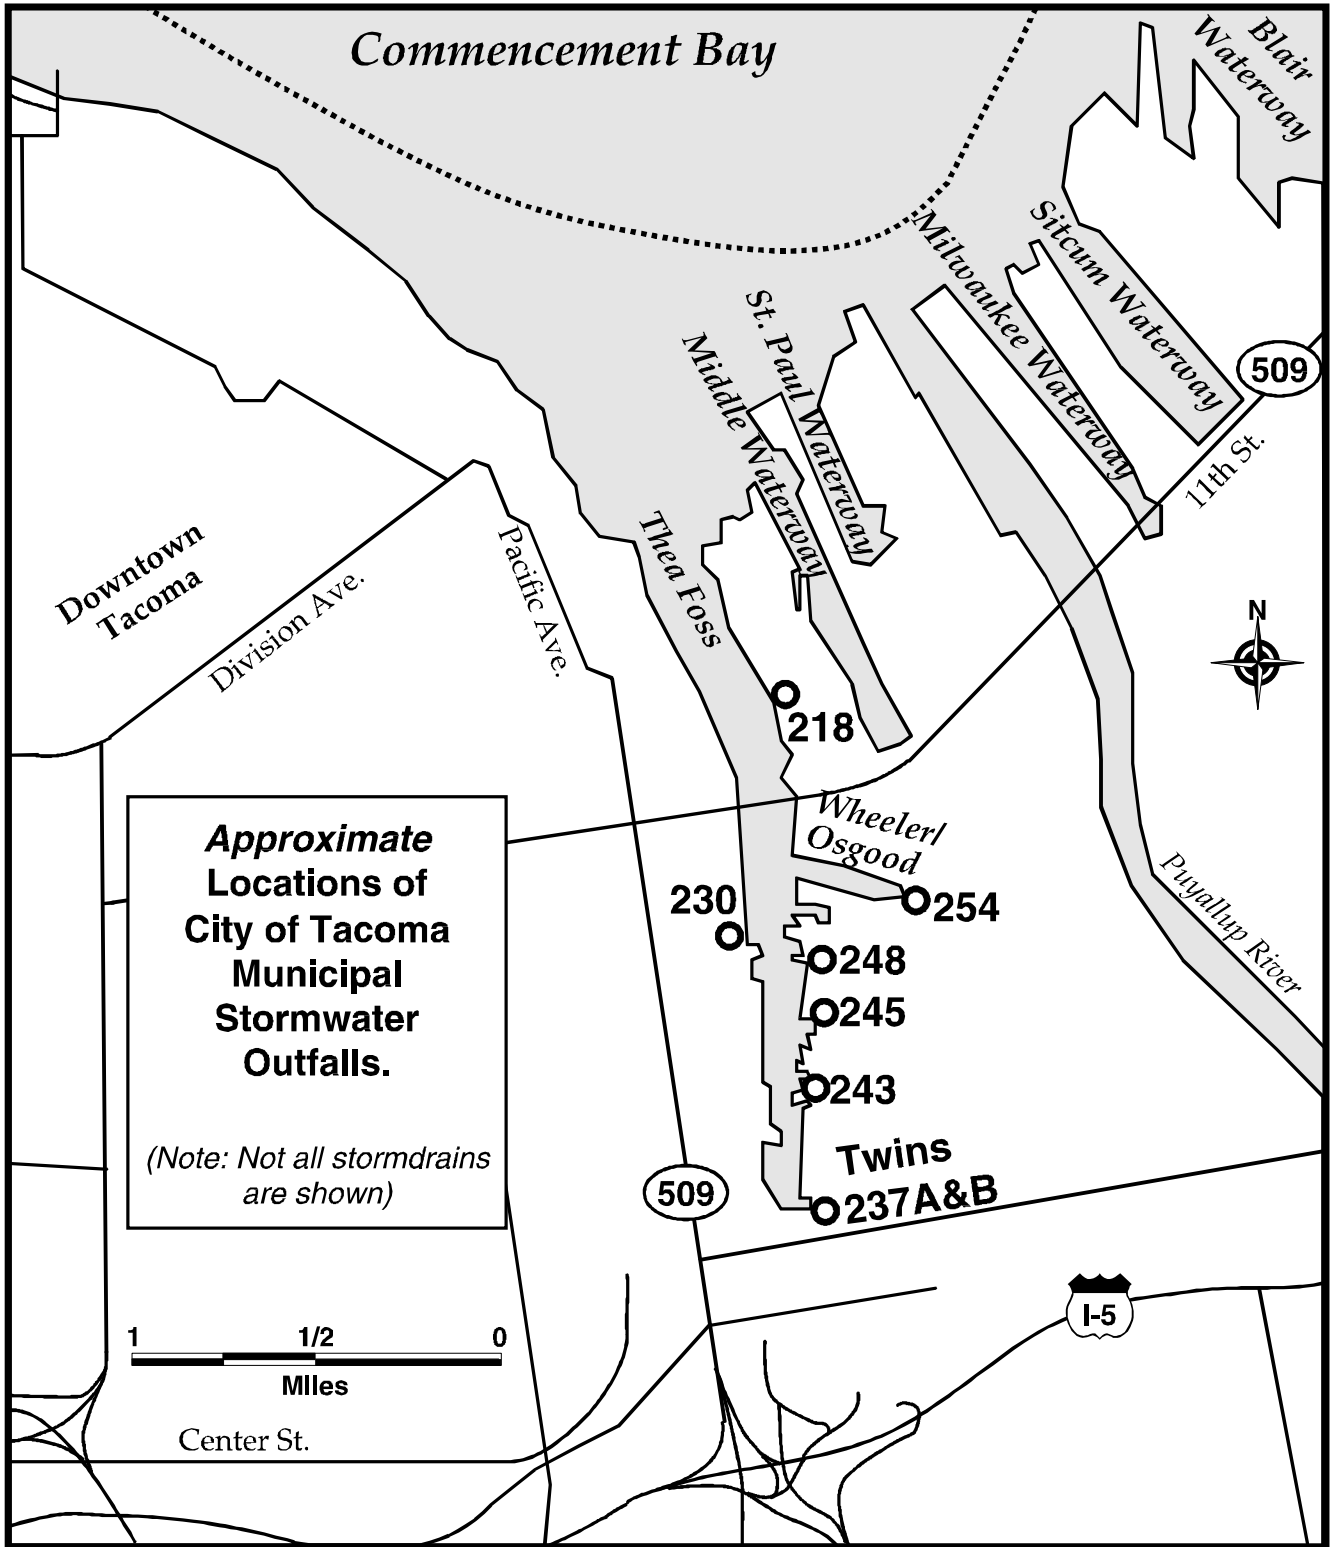 Commencement Bay
Blair
Waterway
Sitcum Waterway
Milwaukee Waterway
St. Paul Waterway
Middle Waterway
509
11th St.
Thea Foss
Pacific Ave.
Downtown
Tacoma
Division Ave.
N
218
Wheeler/
Osgood
Puyallup River
230
254
248
245
243
Twins
237A&B
Approximate
Locations of
City of Tacoma
Municipal
Stormwater
Outfalls.
(Note: Not all stormdrains
are shown)
509
I-5
1 1/2 0
MIles
Center St.